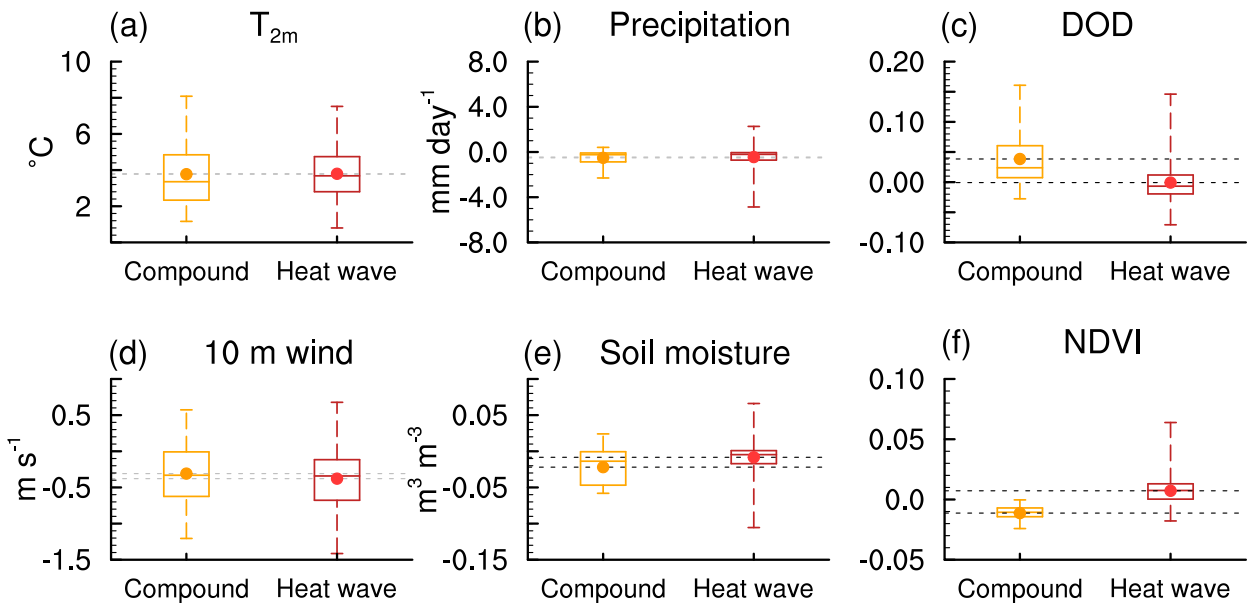 (a) T2m
°C
10
6
2
Compound Heat wave
(b) Precipitation
mm day-1
8.0
4.0
0.0
-4.0
-8.0
Compound Heat wave
(c) DOD
0.20
0.10
0.00
-0.10
Compound Heat wave
(d) 10 m wind
m s-1
0.5
-0.5
-1.5
Compound Heat wave
(e) Soil moisture
m3 m-3
0.05
-0.05
-0.15
Compound Heat wave
(f) NDVI
0.10
0.05
0.0
-0.05
Compound Heat wave